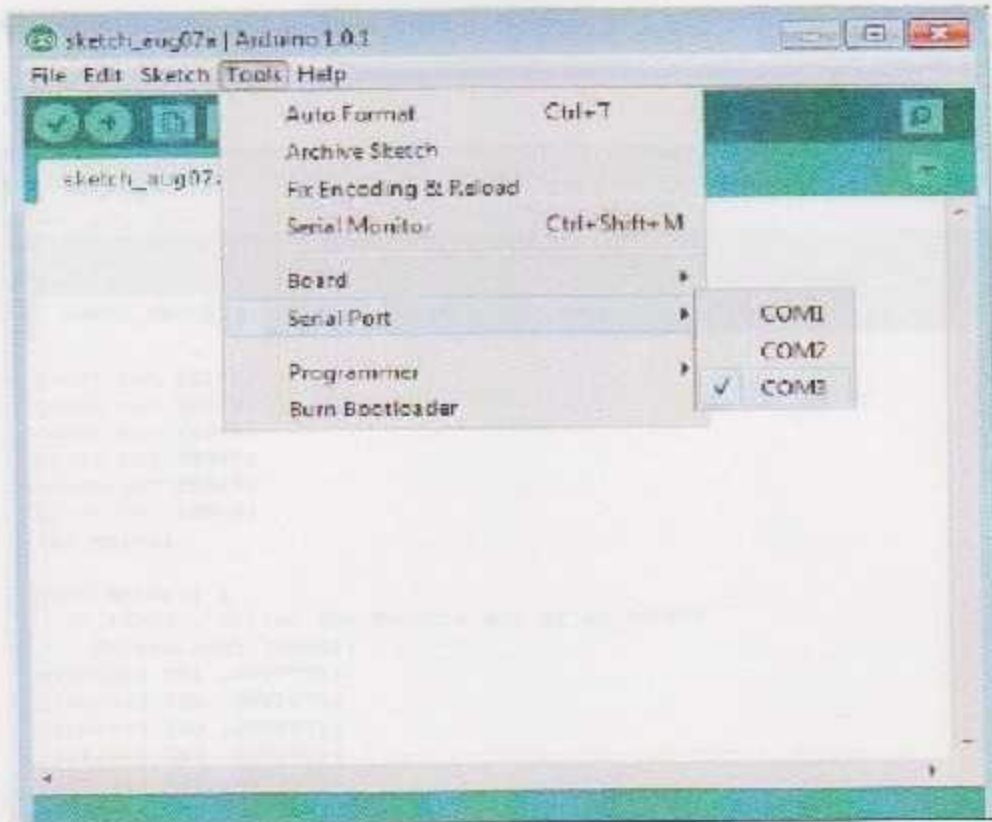 sketch_aug07a | Arduino 1.0.1
File Edit Sketch Tools Help
sketch_aug07
Auto Format Ctrl+T
Archive Sketch
Fix Encoding & Reload
Serial Monitor Ctrl+Shift+M
Board
Serial Port
Programmer
Burn Bootloader
COM1
COM2
COM3